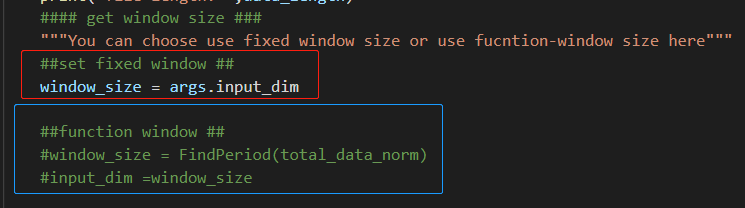 #### get window size ###
"""You can choose use fixed window size or use fucntion-window size here"""
##set fixed window ##
window_size = args.input_dim
##function window ##
#window_size = FindPeriod(total_data_norm)
#input_dim =window_size